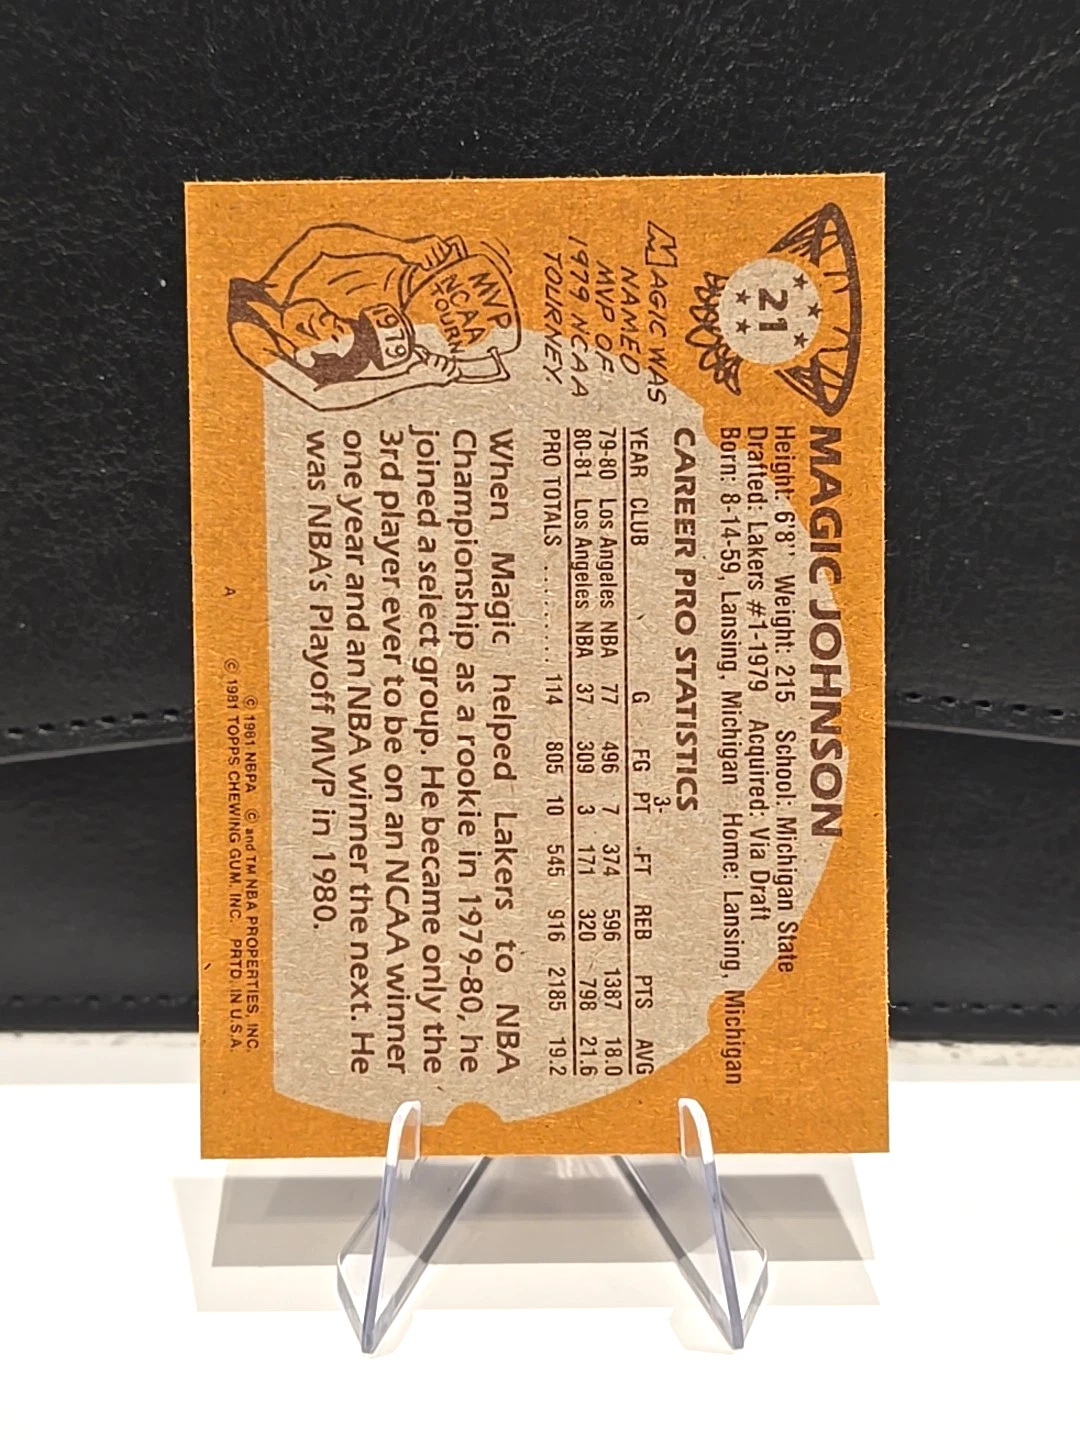 21
MAGIC JOHNSON
Height: 6'8" Weight: 215 School: Michigan State
Drafted: Lakers #1-1979 Acquired: Via Draft
Born: 8-14-59, Lansing, Michigan Home: Lansing, Michigan
MAGIC WAS
NAMED
MVP OF
1979 NCAA
TOURNEY.
MVP
NCAA
TOURN.
1979
CAREER PRO STATISTICS
3-
YEAR CLUB G FG PT FT REB PTS AVG
79-80 Los Angeles NBA 77 496 7 374 596 1387 18.0
80-81 Los Angeles NBA 37 309 3 171 320 798 21.6
PRO TOTALS .......... 114 805 10 545 916 2185 19.2
When Magic helped Lakers to NBA
Championship as a rookie in 1979-80, he
joined a select group. He became only the
3rd player ever to be on an NCAA winner
one year and an NBA winner the next. He
was NBA's Playoff MVP in 1980.
© 1981 NBPA © and TM NBA PROPERTIES, INC.
A © 1981 TOPPS CHEWING GUM, INC. PRTD. IN U.S.A.